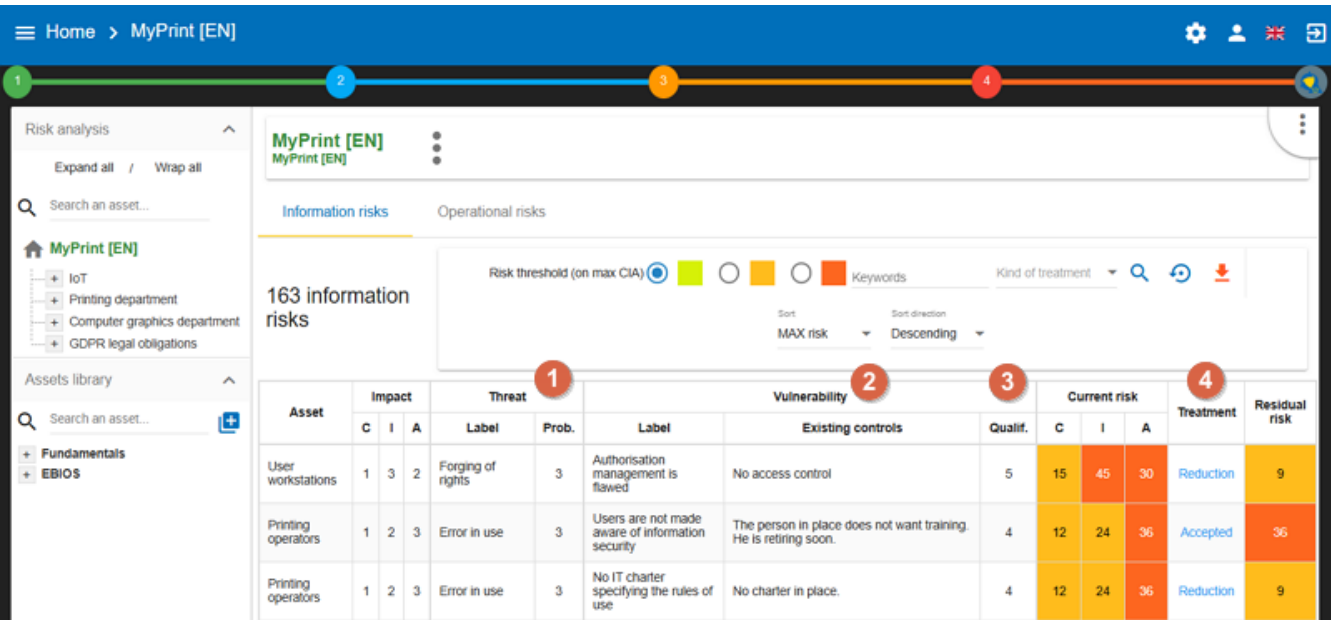 Home > MyPrint [EN]
1 2 3 4
Risk analysis
Expand all / Wrap all
Search an asset...
MyPrint [EN]
+ IoT
+ Printing department
+ Computer graphics department
+ GDPR legal obligations
Assets library
Search an asset...
+ Fundamentals
+ EBIOS
MyPrint [EN]
MyPrint [EN]
Information risks Operational risks
163 information
risks
Risk threshold (on max CIA) Keywords Kind of treatment
Sort Sort direction
MAX risk Descending
1 2 3 4
Asset Impact Threat Vulnerability Current risk Treatment Residual
risk
C I A Label Prob. Label Existing controls Qualif. C I A
User
workstations 1 3 2 Forging of
rights 3 Authorisation
management is
flawed No access control 5 15 45 30 Reduction 9
Printing
operators 1 2 3 Error in use 3 Users are not made
aware of information
security The person in place does not want training.
He is retiring soon. 4 12 24 36 Accepted 36
Printing
operators 1 2 3 Error in use 3 No IT charter
specifying the rules of
use No charter in place. 4 12 24 36 Reduction 9